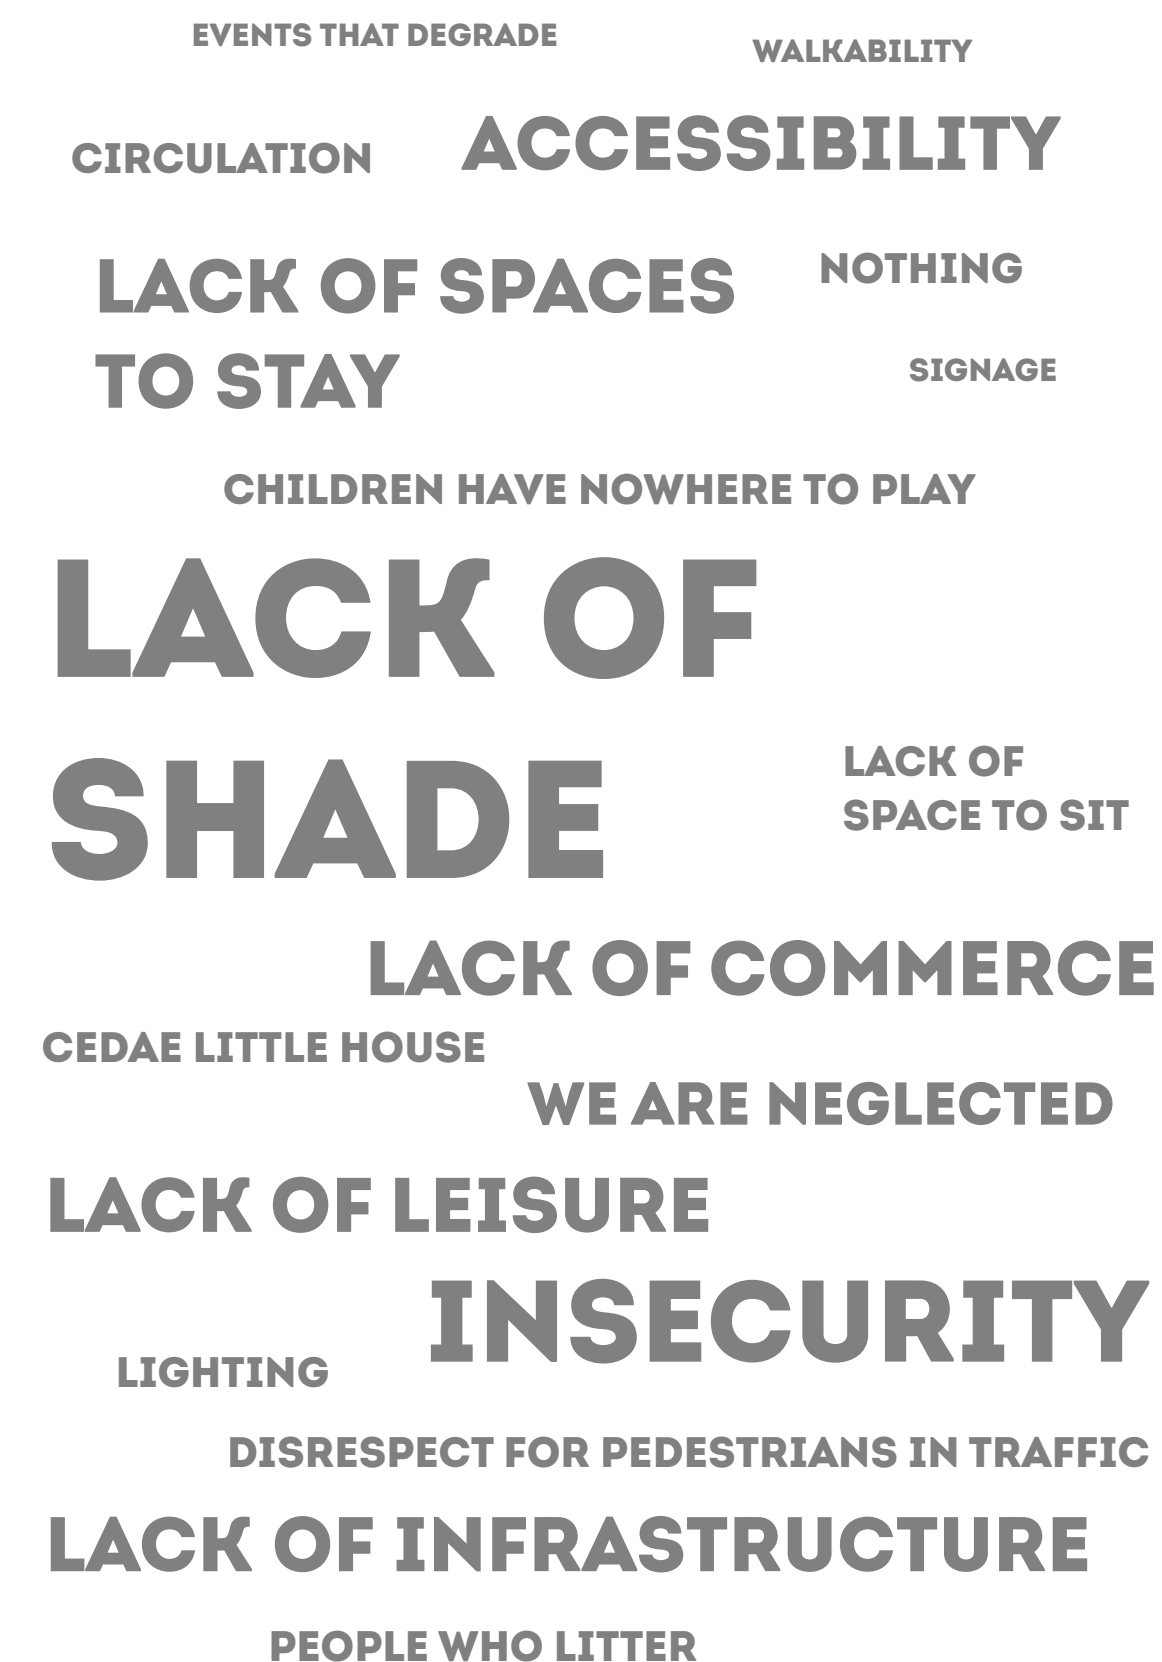 EVENTS THAT DEGRADE
WALKABILITY
CIRCULATION
ACCESSIBILITY
LACK OF SPACES
TO STAY
NOTHING
SIGNAGE
CHILDREN HAVE NOWHERE TO PLAY
LACK OF
SHADE
LACK OF
SPACE TO SIT
LACK OF COMMERCE
CEDAE LITTLE HOUSE
WE ARE NEGLECTED
LACK OF LEISURE
INSECURITY
LIGHTING
DISRESPECT FOR PEDESTRIANS IN TRAFFIC
LACK OF INFRASTRUCTURE
PEOPLE WHO LITTER